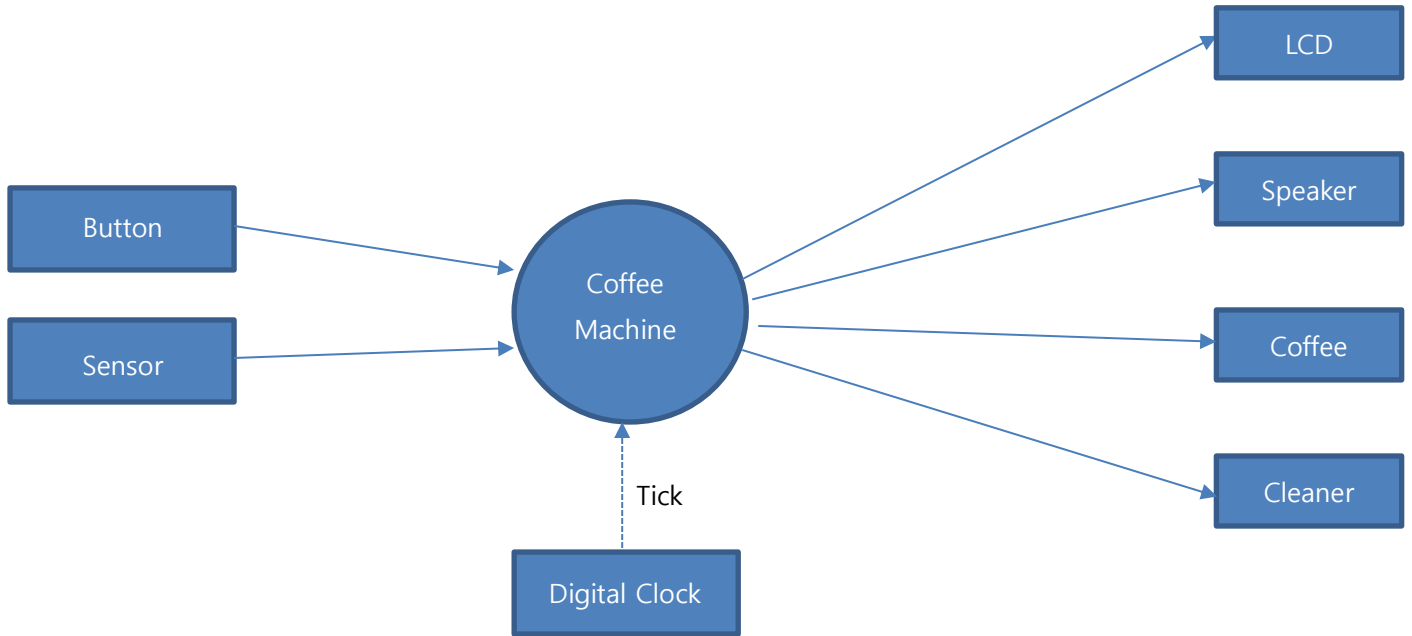 LCD
Speaker
Button
Coffee
Machine
Coffee
Sensor
Cleaner
Tick
Digital Clock